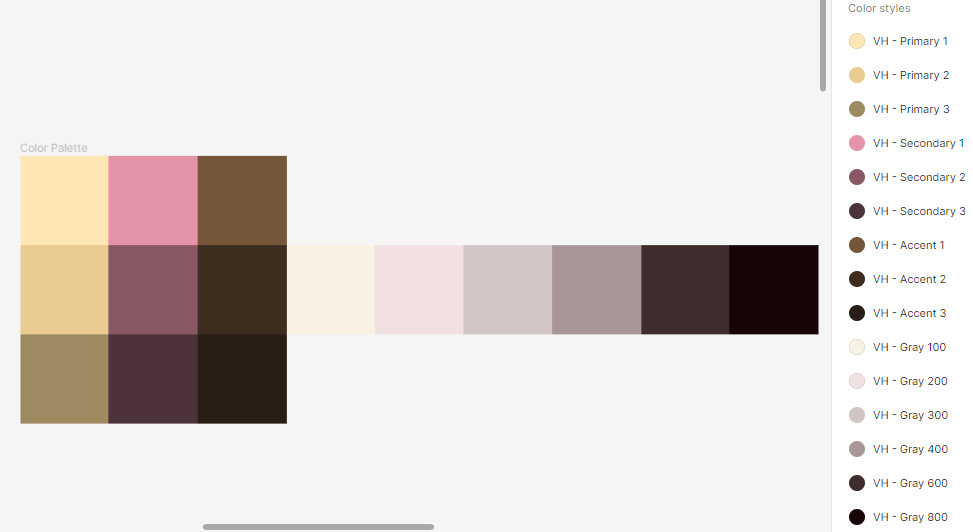 Color styles
VH - Primary 1
VH - Primary 2
VH - Primary 3
Color Palette
VH - Secondary 1
VH - Secondary 2
VH - Secondary 3
VH - Accent 1
VH - Accent 2
VH - Accent 3
VH - Gray 100
VH - Gray 200
VH - Gray 300
VH - Gray 400
VH - Gray 600
VH - Gray 800